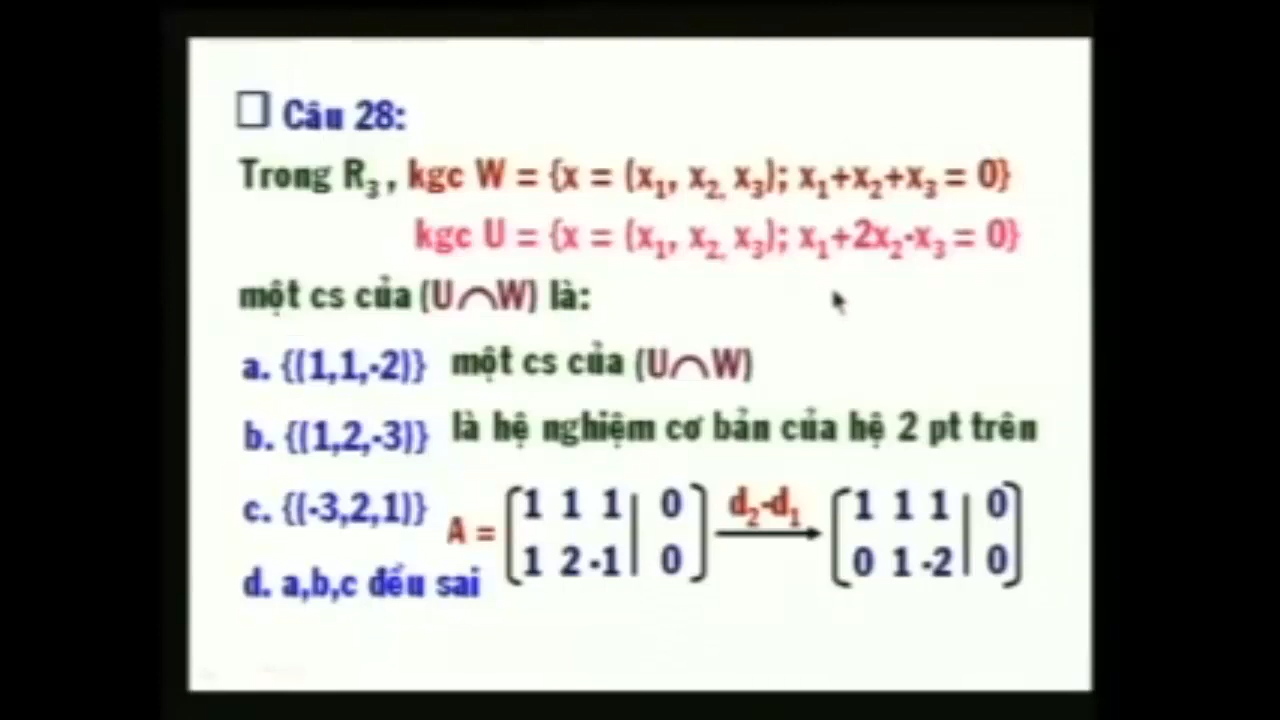 Câu 28:
Trong R₃, kgc W = {x = (x₁, x₂, x₃); x₁+x₂+x₃ = 0}
kgc U = {x = (x₁, x₂, x₃); x₁+2x₂-x₃ = 0}
một cs của (U∩W) là:
a. {(1,1,-2)} một cs của (U∩W)
b. {(1,2,-3)} là hệ nghiệm cơ bản của hệ 2 pt trên
c. {(-3,2,1)}
A = [1 1 1 | 0] d₂-d₁ [1 1 1 | 0]
[1 2 -1 | 0] [0 1 -2 | 0]
d. a,b,c đếu sai